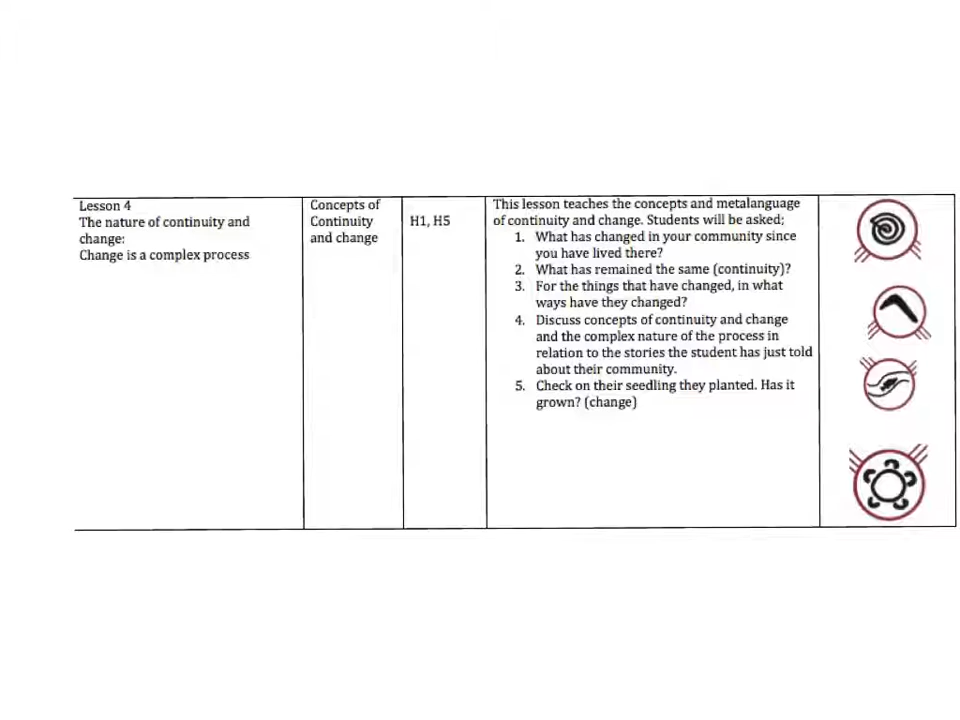 Lesson 4
The nature of continuity and
change:
Change is a complex process
Concepts of
Continuity
and change
H1, H5
This lesson teaches the concepts and metalanguage
of continuity and change. Students will be asked;
1. What has changed in your community since
you have lived there?
2. What has remained the same (continuity)?
3. For the things that have changed, in what
ways have they changed?
4. Discuss concepts of continuity and change
and the complex nature of the process in
relation to the stories the student has just told
about their community.
5. Check on their seedling they planted. Has it
grown? (change)